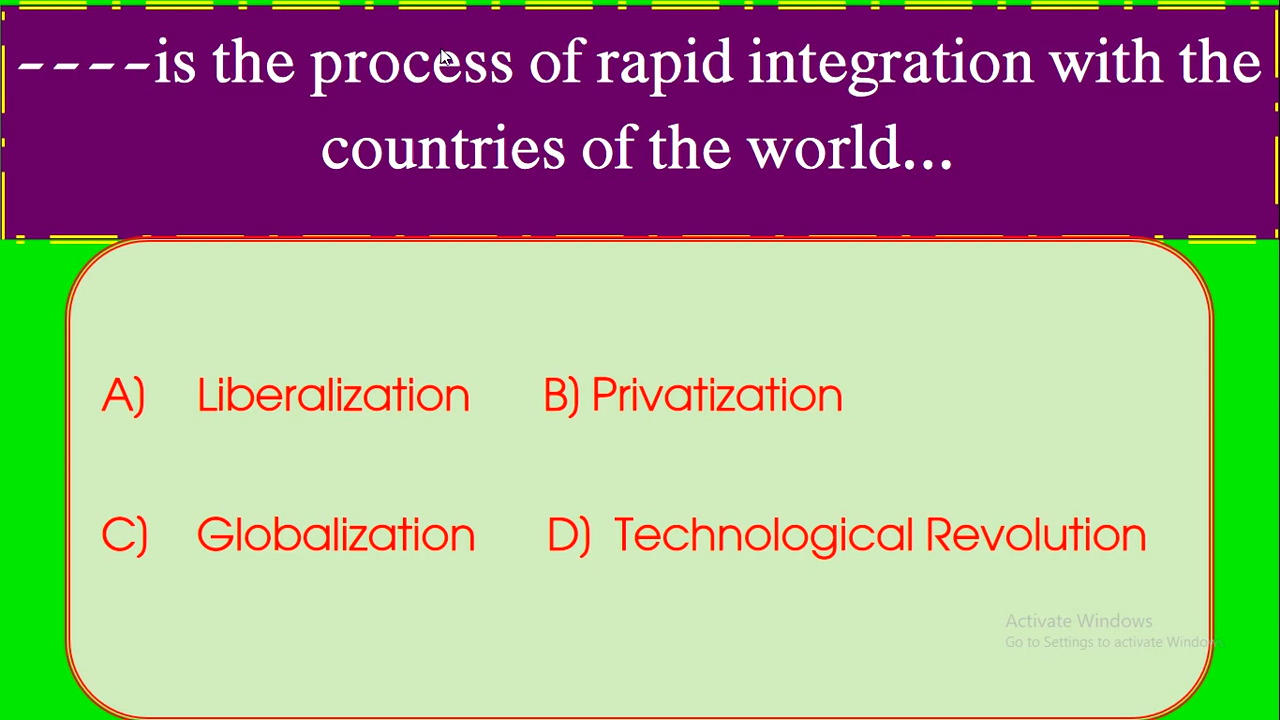 ----is the process of rapid integration with the
countries of the world...
A) Liberalization B) Privatization
C) Globalization D) Technological Revolution
Activate Windows
Go to Settings to activate Windows.